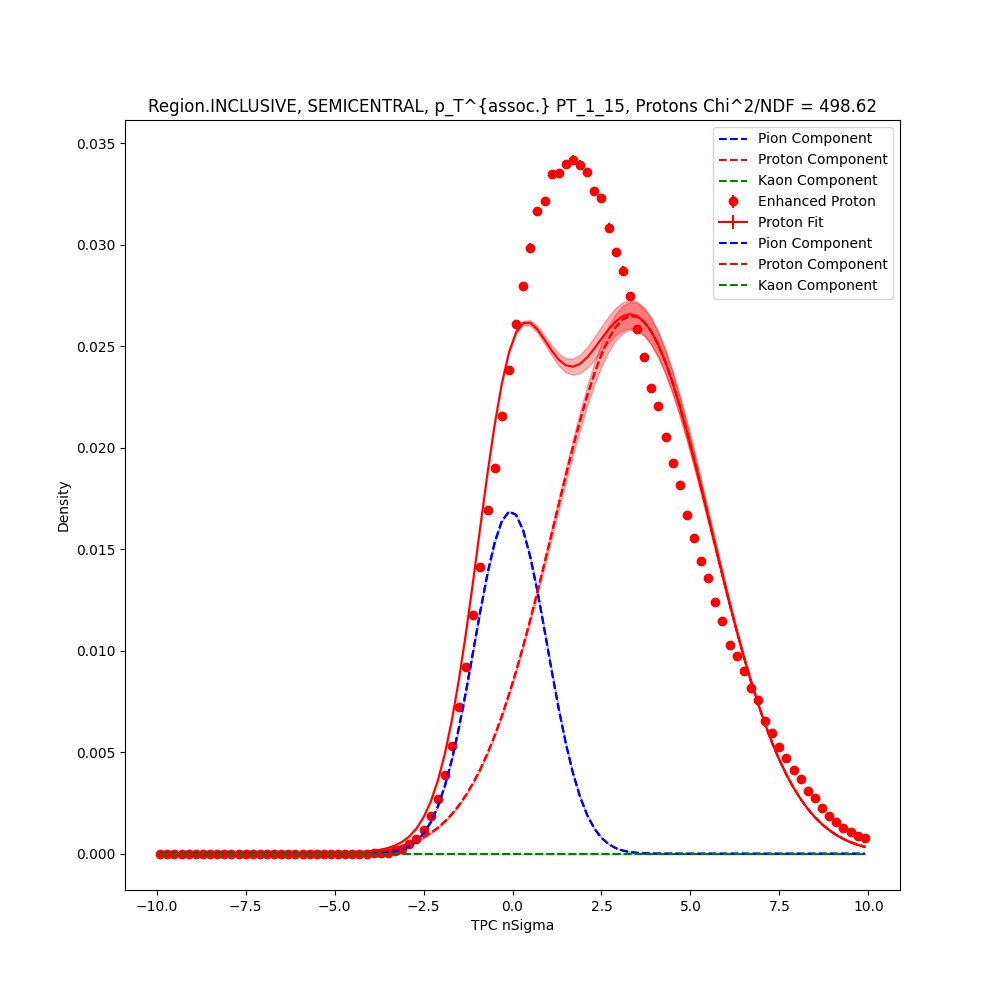 Region.INCLUSIVE, SEMICENTRAL, p_T^{assoc.} PT_1_15, Protons Chi^2/NDF = 498.62
Pion Component
Proton Component
Kaon Component
Enhanced Proton
Proton Fit
Pion Component
Proton Component
Kaon Component
0.035
0.030
0.025
0.020
0.015
0.010
0.005
0.000
Density
−10.0 −7.5 −5.0 −2.5 0.0 2.5 5.0 7.5 10.0
TPC nSigma